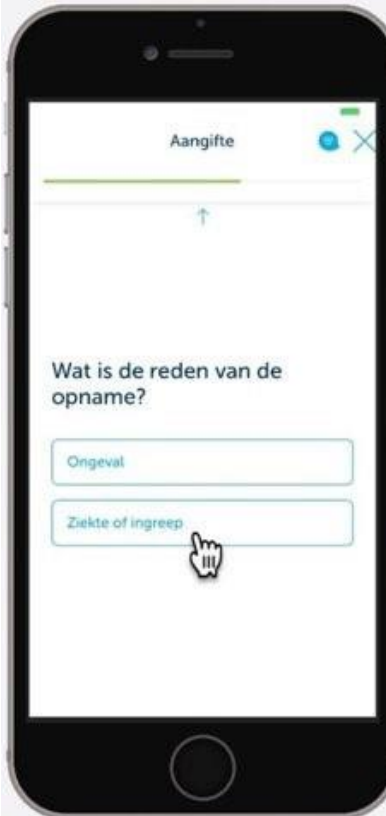 Aangifte
Wat is de reden van de
opname?
Ongeval
Ziekte of ingreep